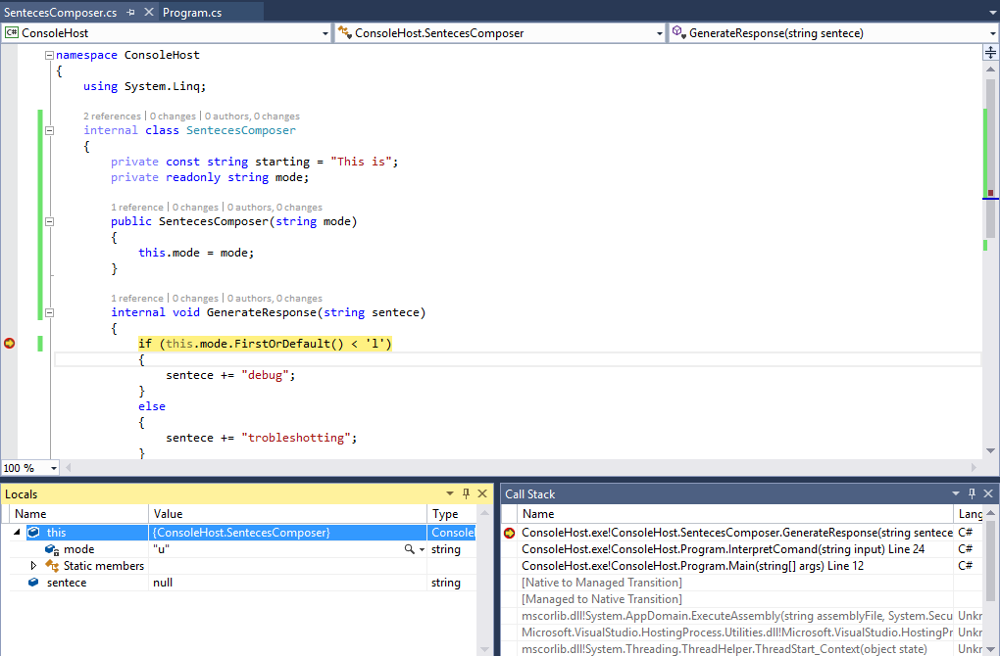 SentecesComposer.cs Program.cs
C# ConsoleHost ConsoleHost.SentecesComposer GenerateResponse(string sentece)
namespace ConsoleHost
{
using System.Linq;
2 references | 0 changes | 0 authors, 0 changes
internal class SentecesComposer
{
private const string starting = "This is";
private readonly string mode;
1 reference | 0 changes | 0 authors, 0 changes
public SentecesComposer(string mode)
{
this.mode = mode;
}
1 reference | 0 changes | 0 authors, 0 changes
internal void GenerateResponse(string sentece)
{
if (this.mode.FirstOrDefault() < 'l')
{
sentece += "debug";
}
else
{
sentece += "trobleshotting";
}
100 %
Locals
Name Value Type
this {ConsoleHost.SentecesComposer} Consolel
mode "u" string
Static members
sentece null string
Call Stack
Name Lang
ConsoleHost.exe!ConsoleHost.SentecesComposer.GenerateResponse(string sentece C#
ConsoleHost.exe!ConsoleHost.Program.InterpretComand(string input) Line 24 C#
ConsoleHost.exe!ConsoleHost.Program.Main(string[] args) Line 12 C#
[Native to Managed Transition]
[Managed to Native Transition]
mscorlib.dll!System.AppDomain.ExecuteAssembly(string assemblyFile, System.Secu Unkr
Microsoft.VisualStudio.HostingProcess.Utilities.dll!Microsoft.VisualStudio.HostingPr Unkr
mscorlib.dll!System.Threading.ThreadHelper.ThreadStart_Context(object state) Unkr